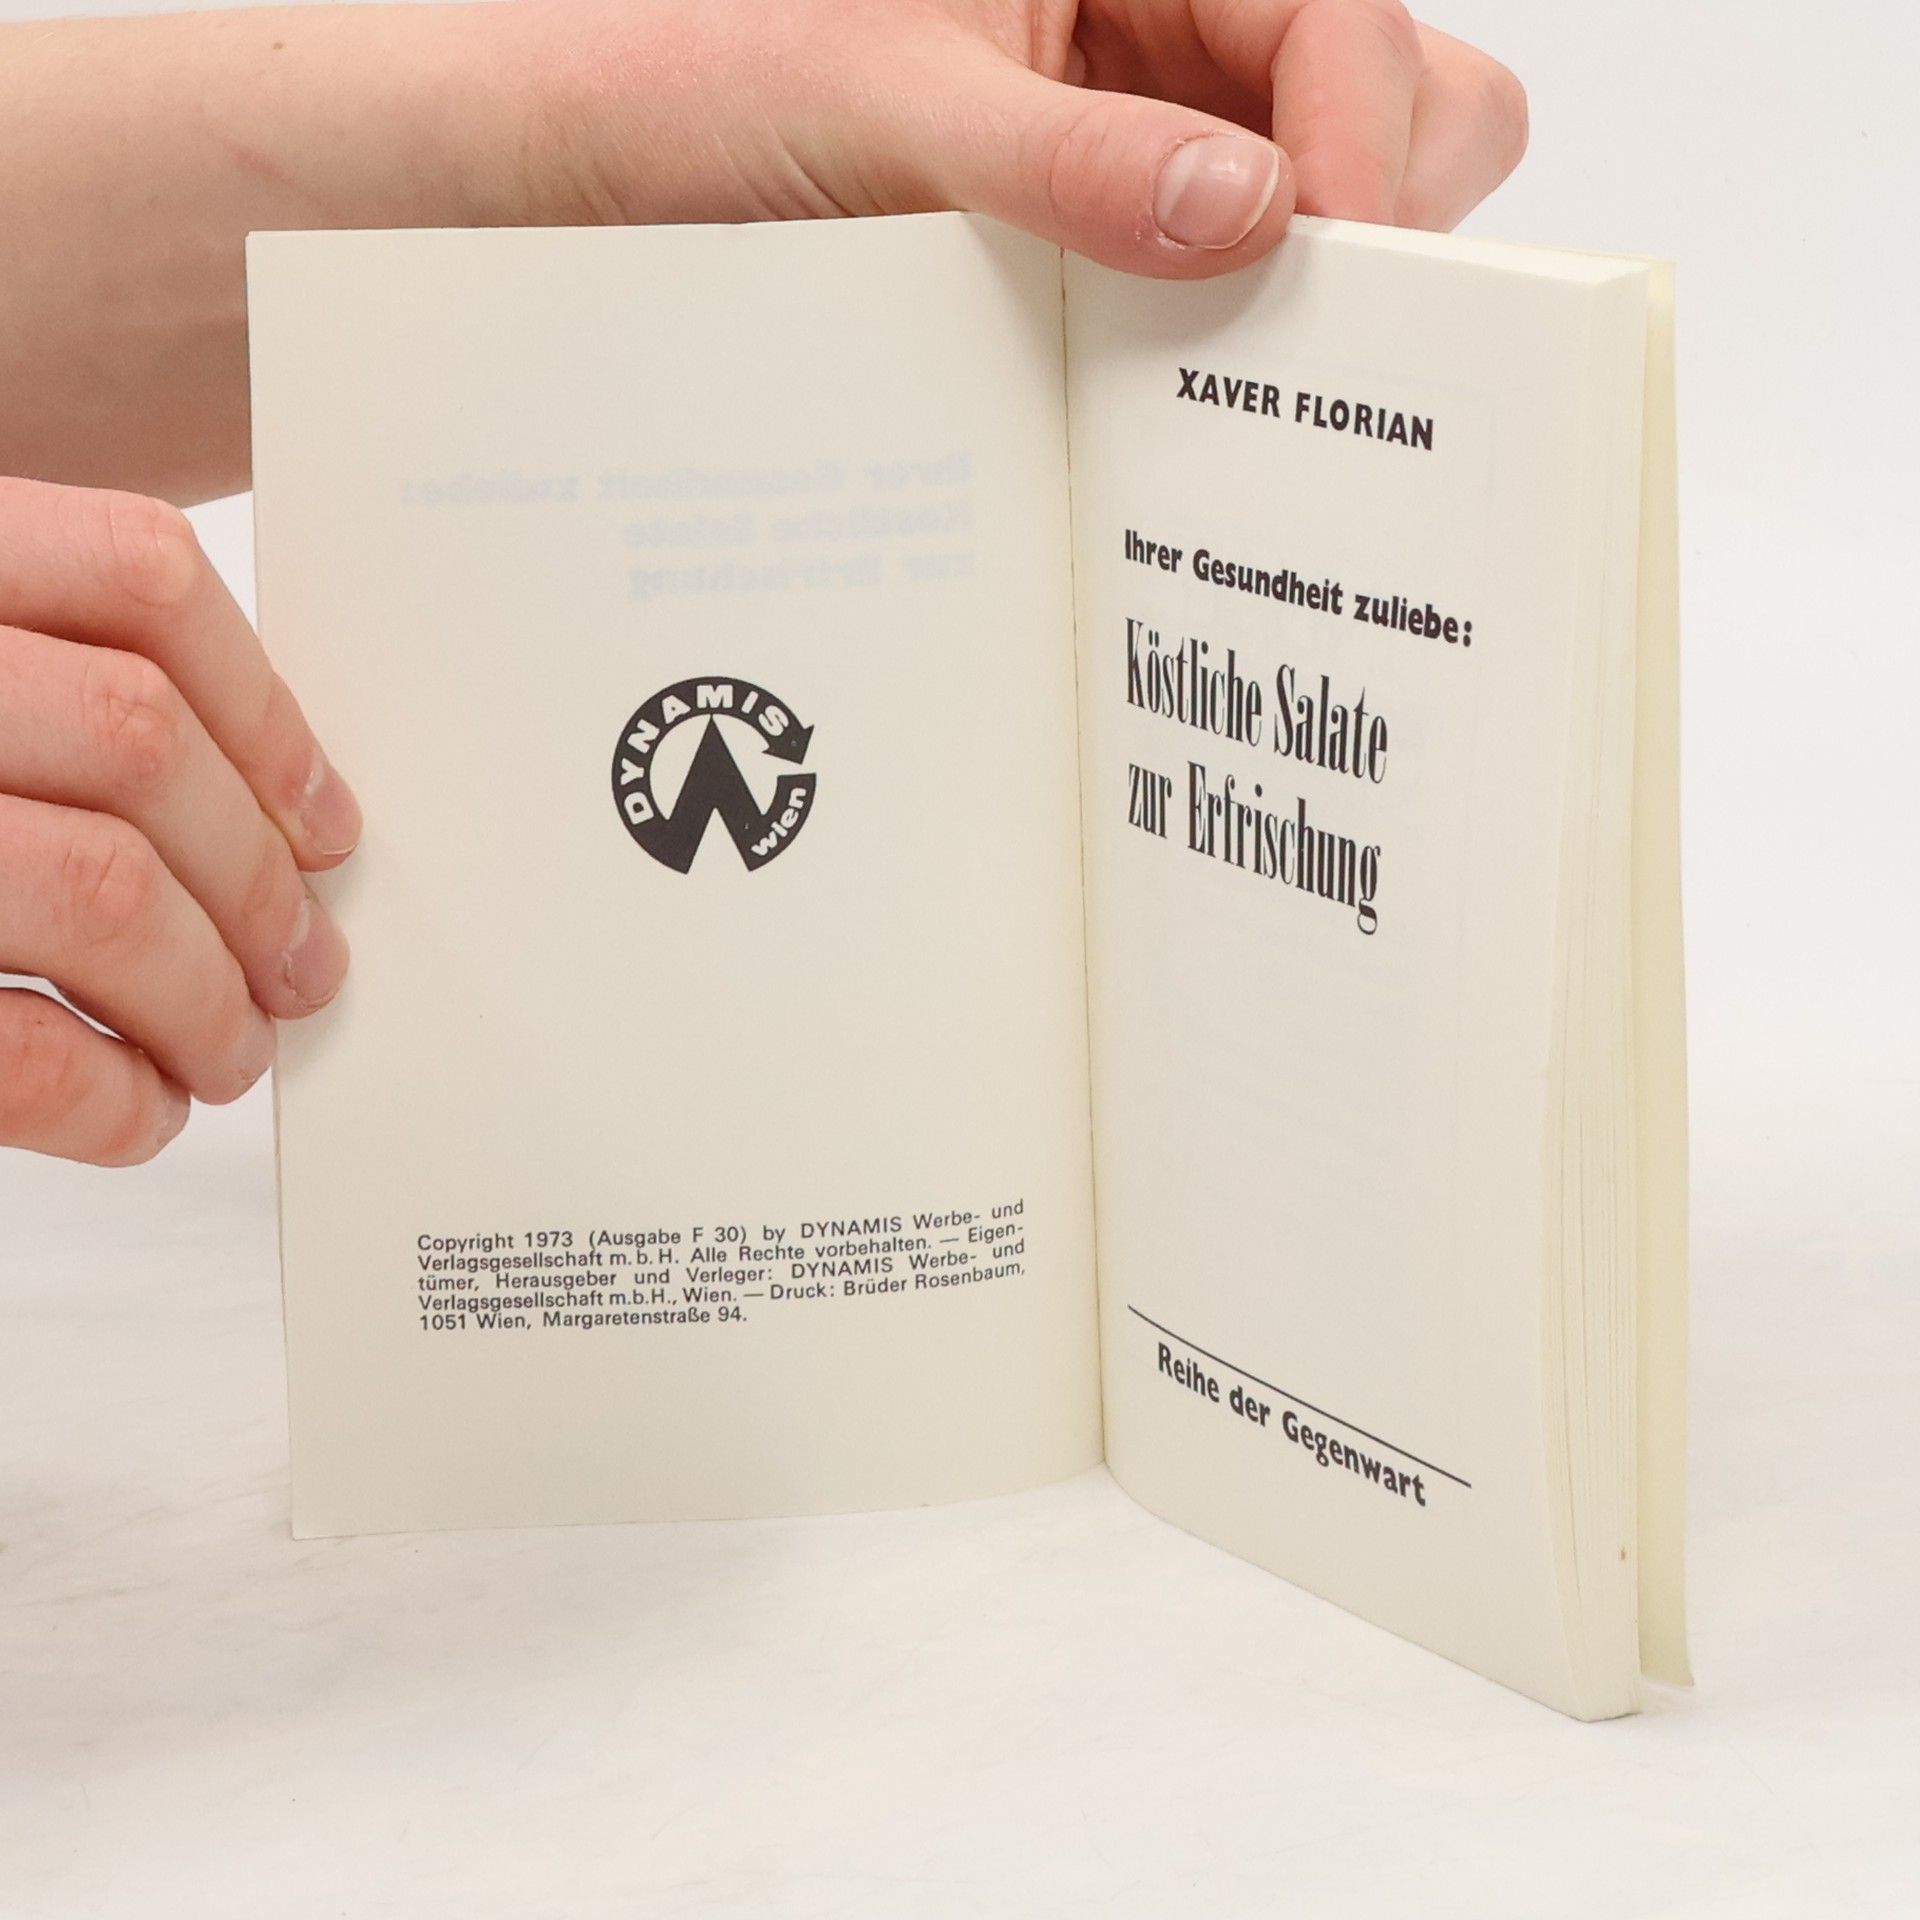 DYNAMIS
wien
Copyright 1973 (Ausgabe F 30) by DYNAMIS Werbe- und
Verlagsgesellschaft m. b. H. Alle Rechte vorbehalten. — Eigen-
tümer, Herausgeber und Verleger: DYNAMIS Werbe- und
Verlagsgesellschaft m.b.H., Wien. — Druck: Brüder Rosenbaum,
1051 Wien, Margaretenstraße 94.
XAVER FLORIAN
Ihrer Gesundheit zuliebe:
Köstliche Salate
zur Erfrischung
Reihe der Gegenwart